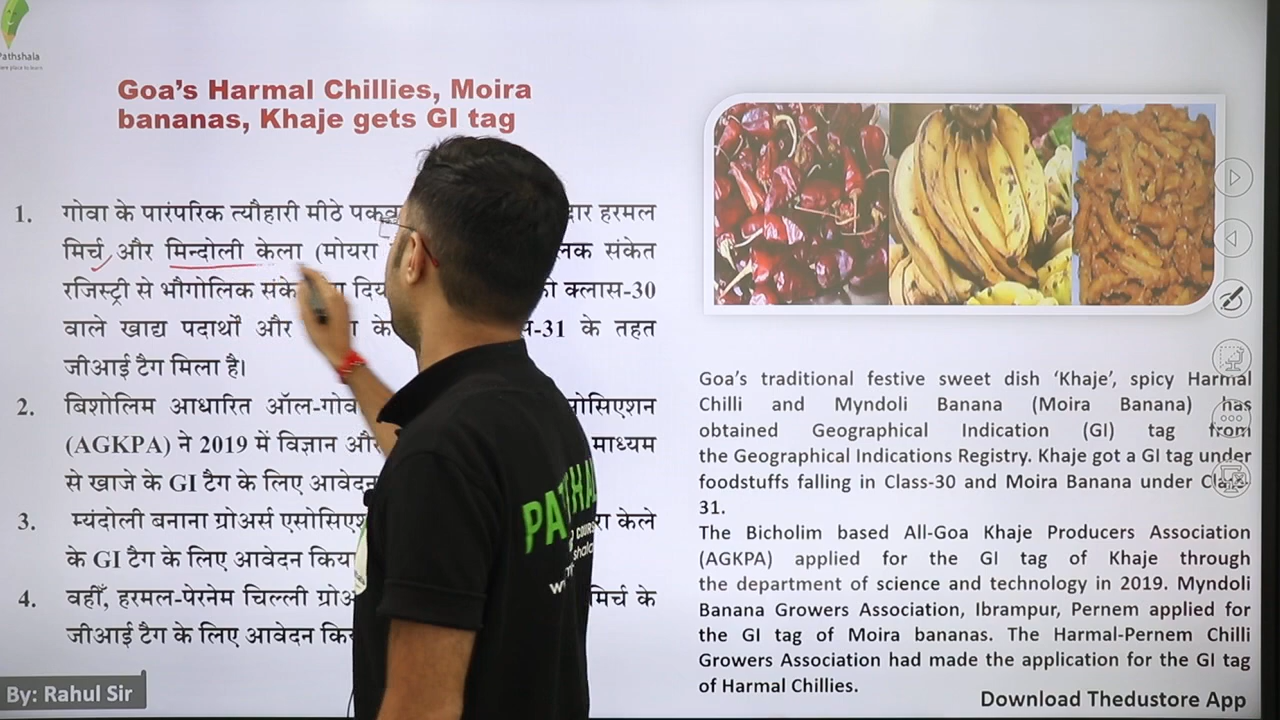 Pathshala
Goa's Harmal Chillies, Moira
bananas, Khaje gets GI tag
1. गोवा के पारंपरिक त्यौहारी मीठे हरमल
मिर्च और मिन्दोली केला (मोयरा संकेत
रजिस्ट्री से भौगोलिक क्लास-30
वाले खाद्य पदार्थों और के तहत
जीआई टैग मिला है।
2. बिशोलिम आधारित
(AGKPA) ने 2019 में विज्ञान माध्यम
से खाजे के GI टैग के लिए
3. म्यंदोली बनाना ग्रोअर्स केले
के GI टैग के लिए आवेदन किया
4. वहीं, हरमल-पेरनेम चिल्ली मिर्च के
जीआई टैग के लिए आवेदन
By: Rahul Sir
Goa's traditional festive sweet dish 'Khaje', spicy Harmal
Chilli and Myndoli Banana (Moira Banana) has
obtained Geographical Indication (GI) tag from
the Geographical Indications Registry. Khaje got a GI tag under
foodstuffs falling in Class-30 and Moira Banana under Class-
31.
The Bicholim based All-Goa Khaje Producers Association
(AGKPA) applied for the GI tag of Khaje through
the department of science and technology in 2019. Myndoli
Banana Growers Association, Ibrampur, Pernem applied for
the GI tag of Moira bananas. The Harmal-Pernem Chilli
Growers Association had made the application for the GI tag
of Harmal Chillies.
Download Thedustore App